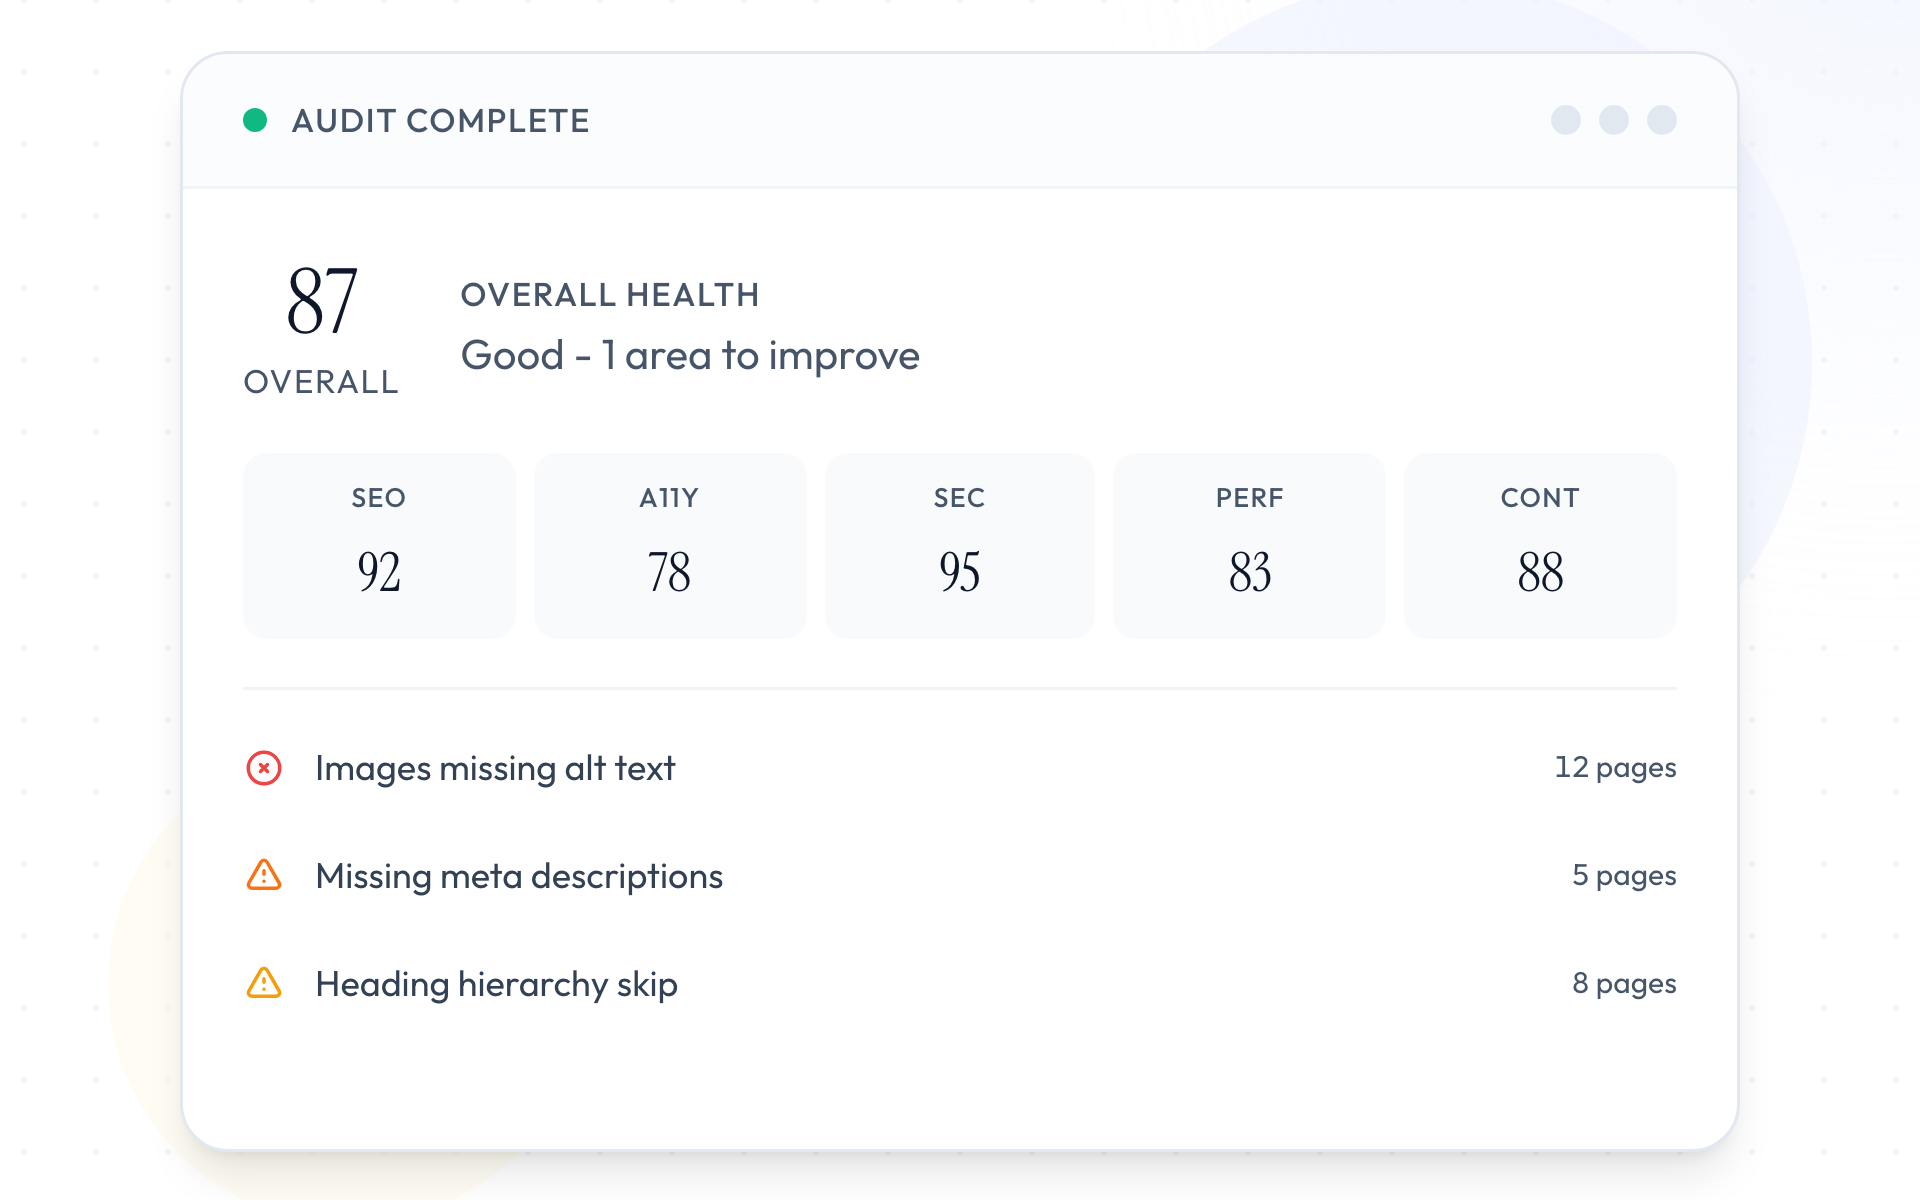 AUDIT COMPLETE
87
OVERALL
OVERALL HEALTH
Good - 1 area to improve
SEO
92
A11Y
78
SEC
95
PERF
83
CONT
88
Images missing alt text
12 pages
Missing meta descriptions
5 pages
Heading hierarchy skip
8 pages